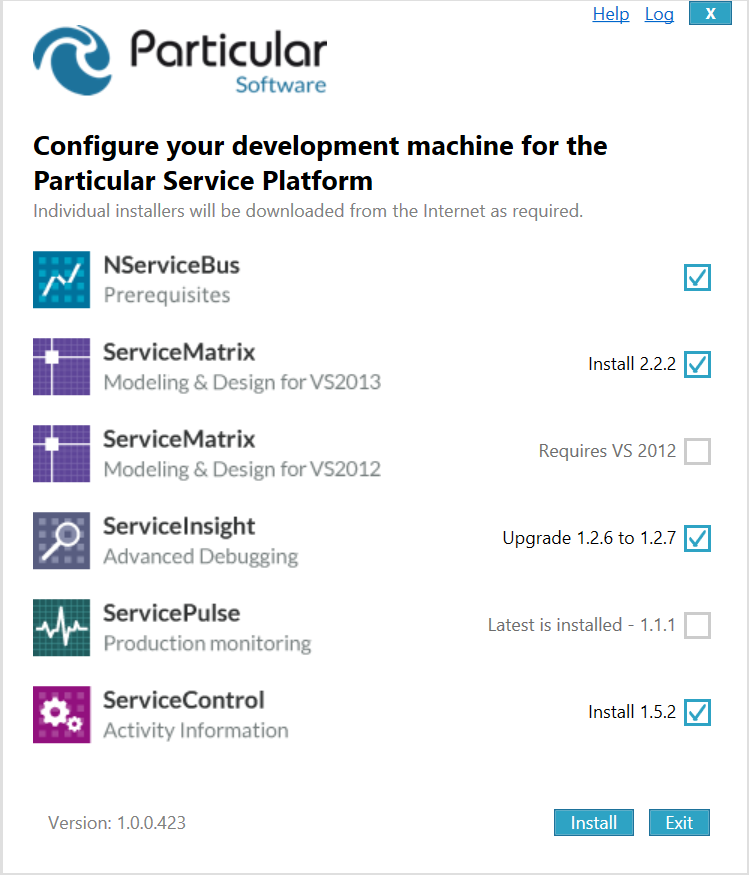 Help Log X
Particular
Software
Configure your development machine for the
Particular Service Platform
Individual installers will be downloaded from the Internet as required.
NServiceBus
Prerequisites
ServiceMatrix
Modeling & Design for VS2013
Install 2.2.2
ServiceMatrix
Modeling & Design for VS2012
Requires VS 2012
ServiceInsight
Advanced Debugging
Upgrade 1.2.6 to 1.2.7
ServicePulse
Production monitoring
Latest is installed - 1.1.1
ServiceControl
Activity Information
Install 1.5.2
Version: 1.0.0.423
Install Exit